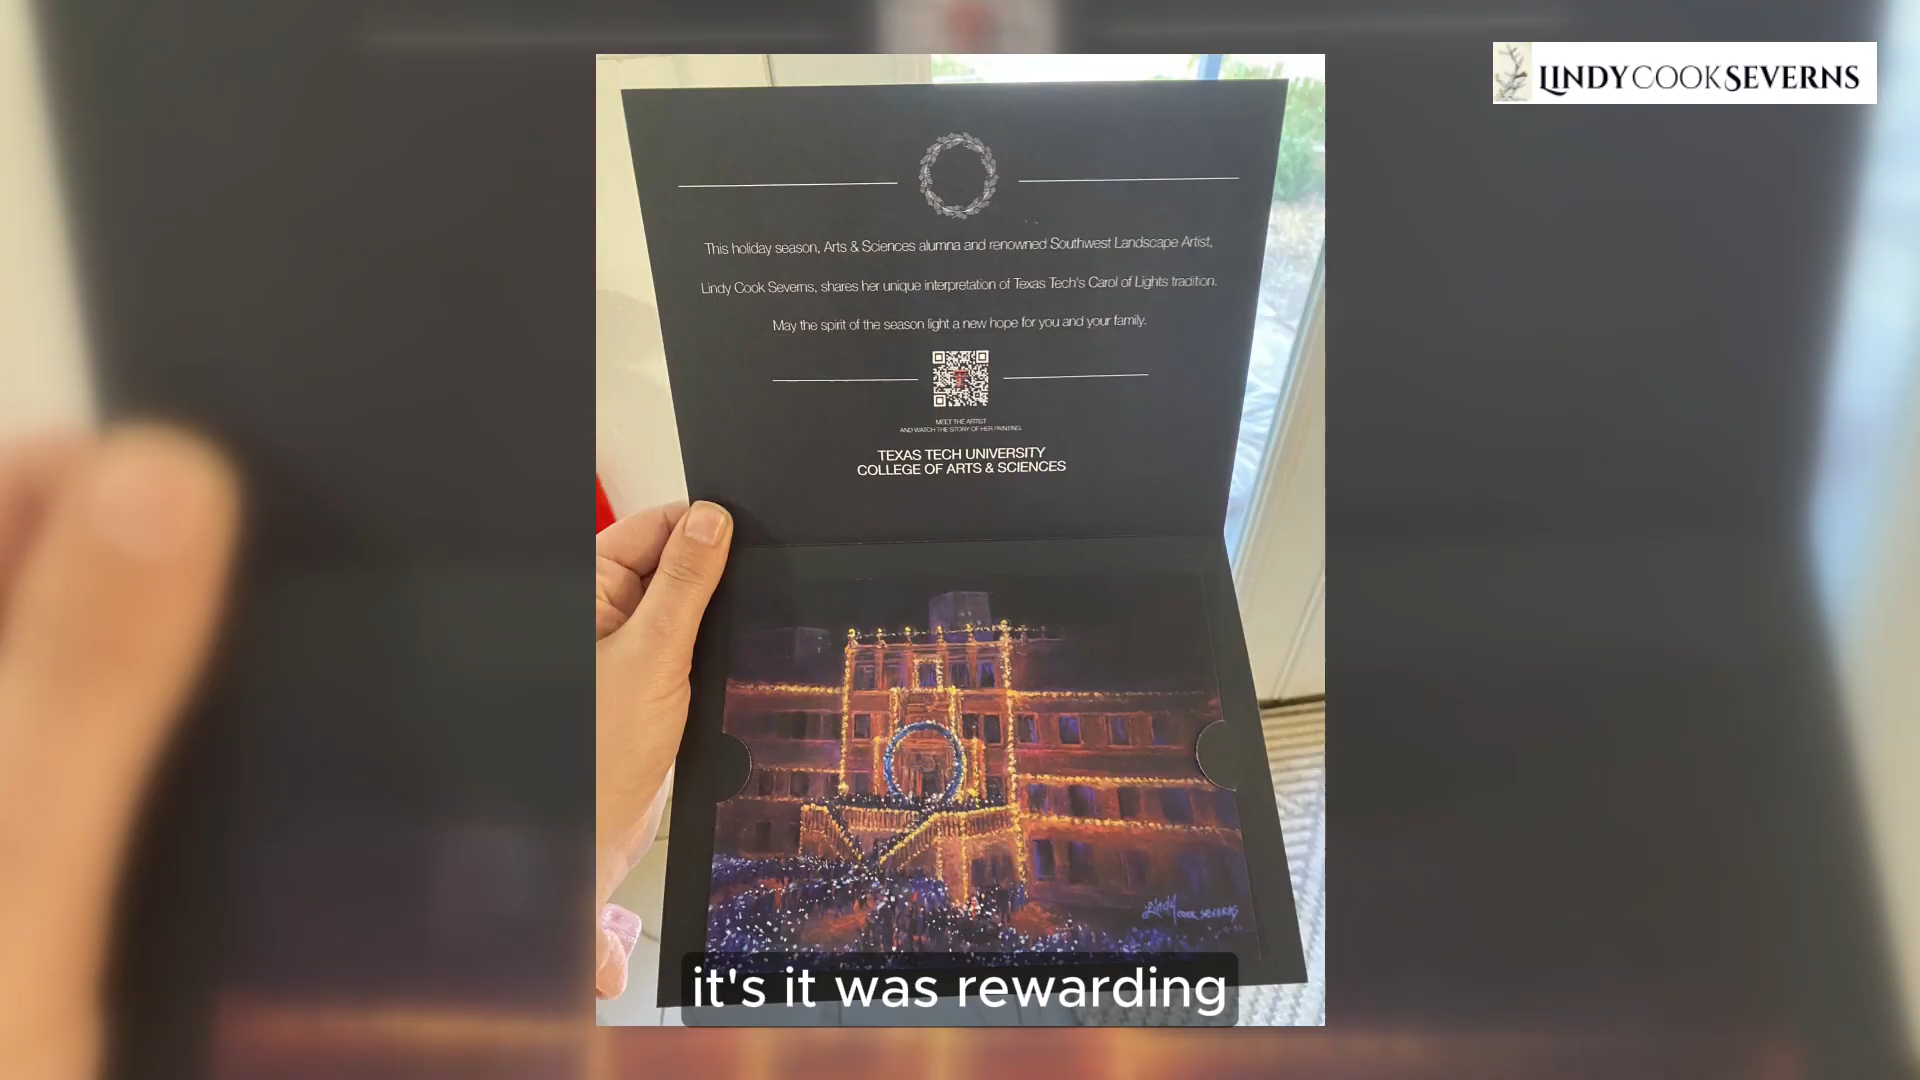 LINDY COOK SEVERNS
This holiday season, Arts & Sciences alumna and renowned Southwest Landscape Artist,
Lindy Cook Severns, shares her unique interpretation of Texas Tech's Carol of Lights tradition.
May the spirit of the season light a new hope for you and your family.
MEET THE ARTIST
AND WATCH THE STORY OF HER PAINTING
TEXAS TECH UNIVERSITY
COLLEGE OF ARTS & SCIENCES
Lindy COOK SEVERNS
it's it was rewarding